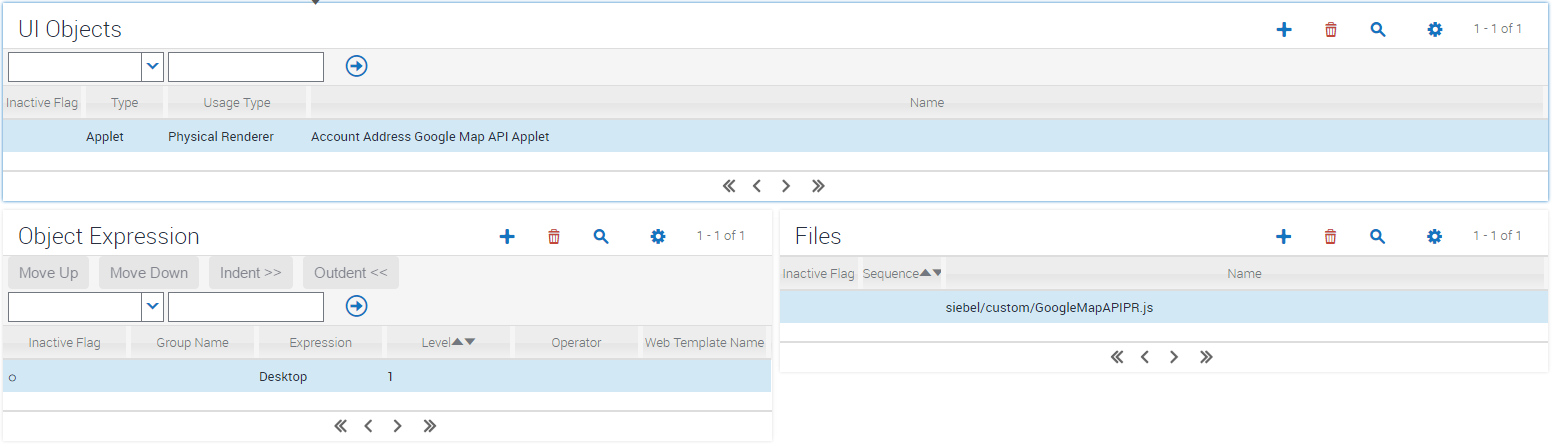 UI Objects 1 - 1 of 1
Inactive Flag Type Usage Type Name
Applet Physical Renderer Account Address Google Map API Applet
Object Expression 1 - 1 of 1
Move Up Move Down Indent >> Outdent <<
Inactive Flag Group Name Expression Level Operator Web Template Name
Desktop 1
Files 1 - 1 of 1
Inactive Flag Sequence Name
siebel/custom/GoogleMapAPIPR.js